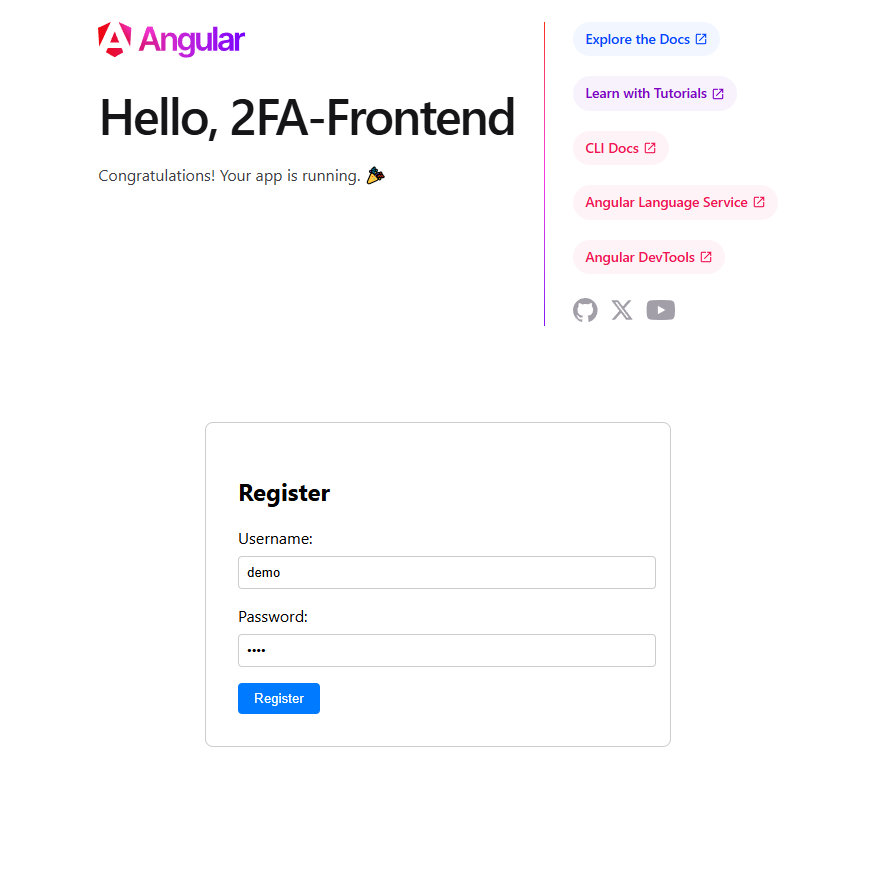 Angular
Hello, 2FA-Frontend
Congratulations! Your app is running. 🎉
Explore the Docs
Learn with Tutorials
CLI Docs
Angular Language Service
Angular DevTools
Register
Username:
demo
Password:
••••
Register